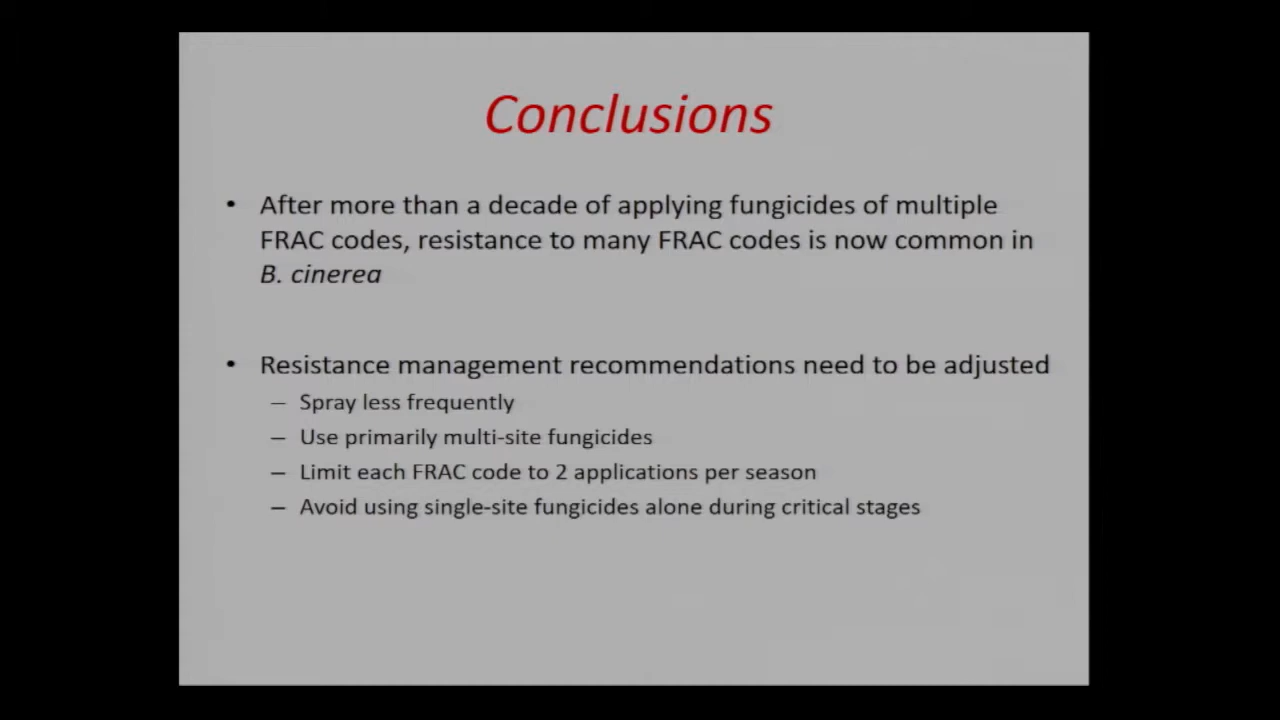 Conclusions
• After more than a decade of applying fungicides of multiple
FRAC codes, resistance to many FRAC codes is now common in
B. cinerea
• Resistance management recommendations need to be adjusted
– Spray less frequently
– Use primarily multi-site fungicides
– Limit each FRAC code to 2 applications per season
– Avoid using single-site fungicides alone during critical stages